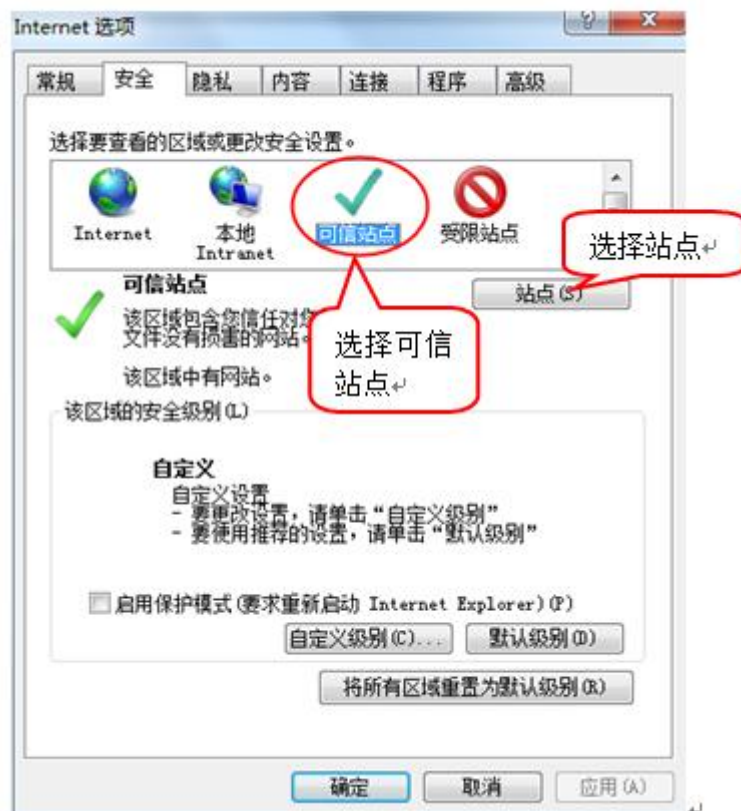 Internet 选项
常规 安全 隐私 内容 连接 程序 高级
选择要查看的区域或更改安全设置。
Internet 本地 Intranet 可信站点 受限站点
选择站点
可信站点
站点(S)
该区域包含您信任对您
文件没有损害的网站。
选择可信
站点
该区域中有网站。
该区域的安全级别(L)
自定义
自定义设置
- 要更改设置，请单击“自定义级别”
- 要使用推荐的设置，请单击“默认级别”
启用保护模式(要求重新启动 Internet Explorer)(P)
自定义级别(C)... 默认级别(D)
将所有区域重置为默认级别(R)
确定 取消 应用(A)